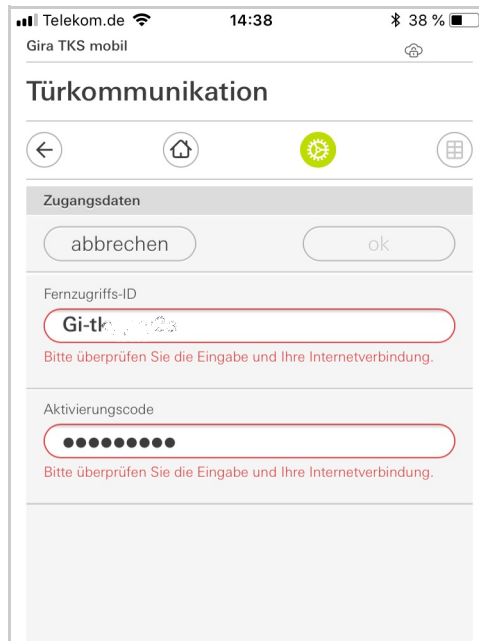 Telekom.de 14:38 38 %
Gira TKS mobil
Türkommunikation
Zugangsdaten
abbrechen ok
Fernzugriffs-ID
Bitte überprüfen Sie die Eingabe und Ihre Internetverbindung.
Aktivierungscode
●●●●●●●●●
Bitte überprüfen Sie die Eingabe und Ihre Internetverbindung.